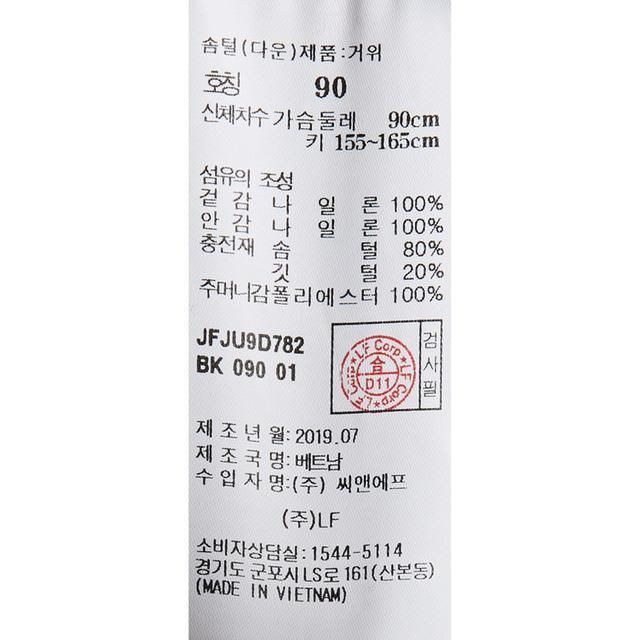 솜털(다운)제품:거위
호칭 90
신체치수 가슴둘레 90cm
키 155~165cm
섬유의 조성
겉감 나일론 100%
안감 나일론 100%
충전재 솜털 80%
깃털 20%
주머니감 폴리에스터 100%
JFJU9D782
BK 090 01
LF Corp★LF Corp★
合
D11
검사필
제조년월:2019.07
제조국명:베트남
수입자명:(주) 씨앤에프
(주)LF
소비자상담실:1544-5114
경기도 군포시 LS로 161(산본동)
(MADE IN VIETNAM)